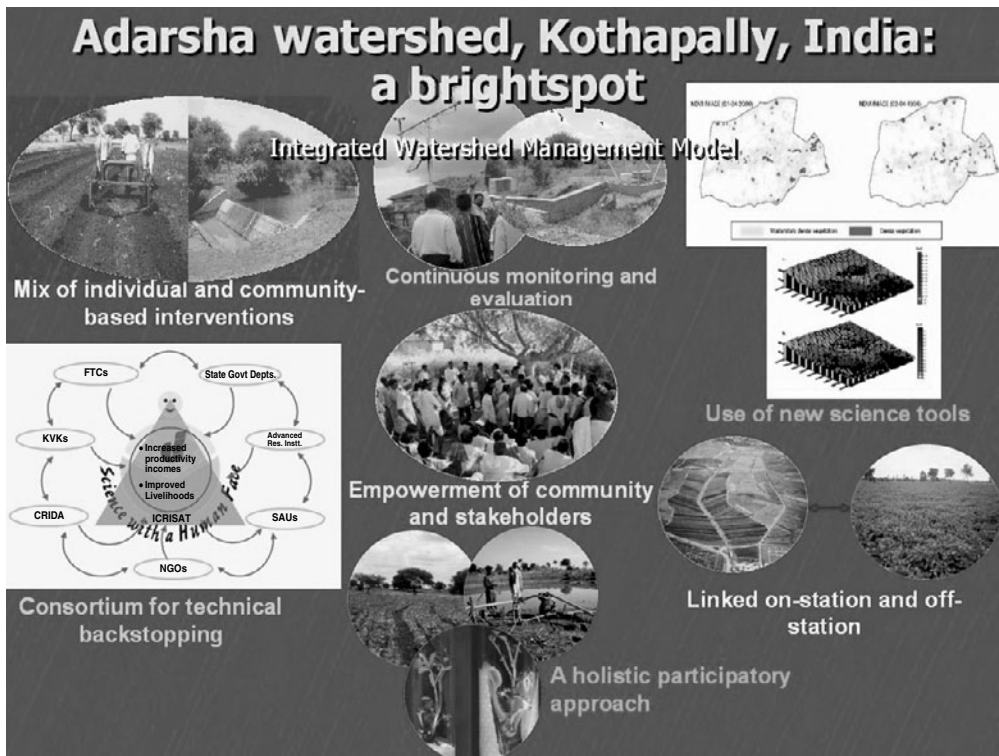 Adarsha watershed, Kothapally, India:
a brightspot
Integrated Watershed Management Model
Mix of individual and community-
based interventions
Continuous monitoring and
evaluation
Dense vegetation
Use of new science tools
FTCs
State Govt Depts.
KVKs
Advanced
Res. Instt.
• Increased
productivity
incomes
• Improved
Livelihoods
CRIDA
ICRISAT
SAUs
NGOs
Science with a Human Face
Consortium for technical
backstopping
Empowerment of community
and stakeholders
Linked on-station and off-
station
A holistic participatory
approach